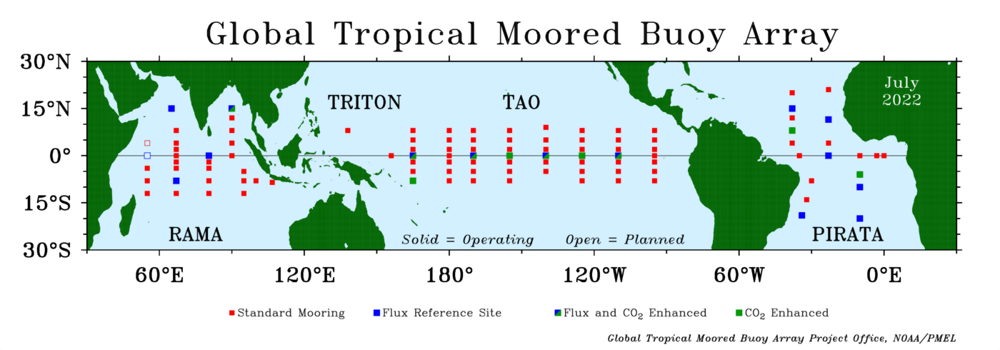 Global Tropical Moored Buoy Array
30°N
15°N
0°
15°S
30°S
TRITON
TAO
July
2022
RAMA
Solid = Operating
Open = Planned
PIRATA
60°E
120°E
180°
120°W
60°W
0°E
Standard Mooring
Flux Reference Site
Flux and CO₂ Enhanced
CO₂ Enhanced
Global Tropical Moored Buoy Array Project Office, NOAA/PMEL